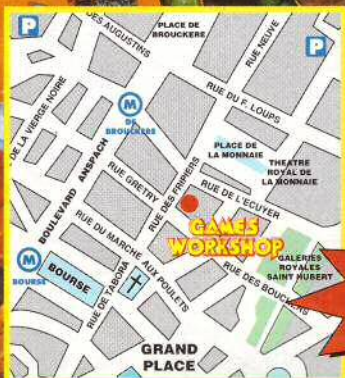 P
DES AUGUSTINS
PLACE DE
BROUCKERE
RUE NEUVE
P
DE LA VIERGE NOIRE
M
DE
BROUCKERE
RUE DU F. LOUPS
BOULEVARD ANSPACH
RUE GRETRY
RUE DES FRIPIERS
PLACE DE
LA MONNAIE
THEATRE
ROYAL DE
LA MONNAIE
RUE DE L'ECUYER
GAMES
WORKSHOP
RUE DU MARCHE AUX POULETS
GALERIES
ROYALES
SAINT HUBERT
M
BOURSE
BOURSE
RUE DE TABORA
RUE DES BOUCHERS
GRAND
PLACE